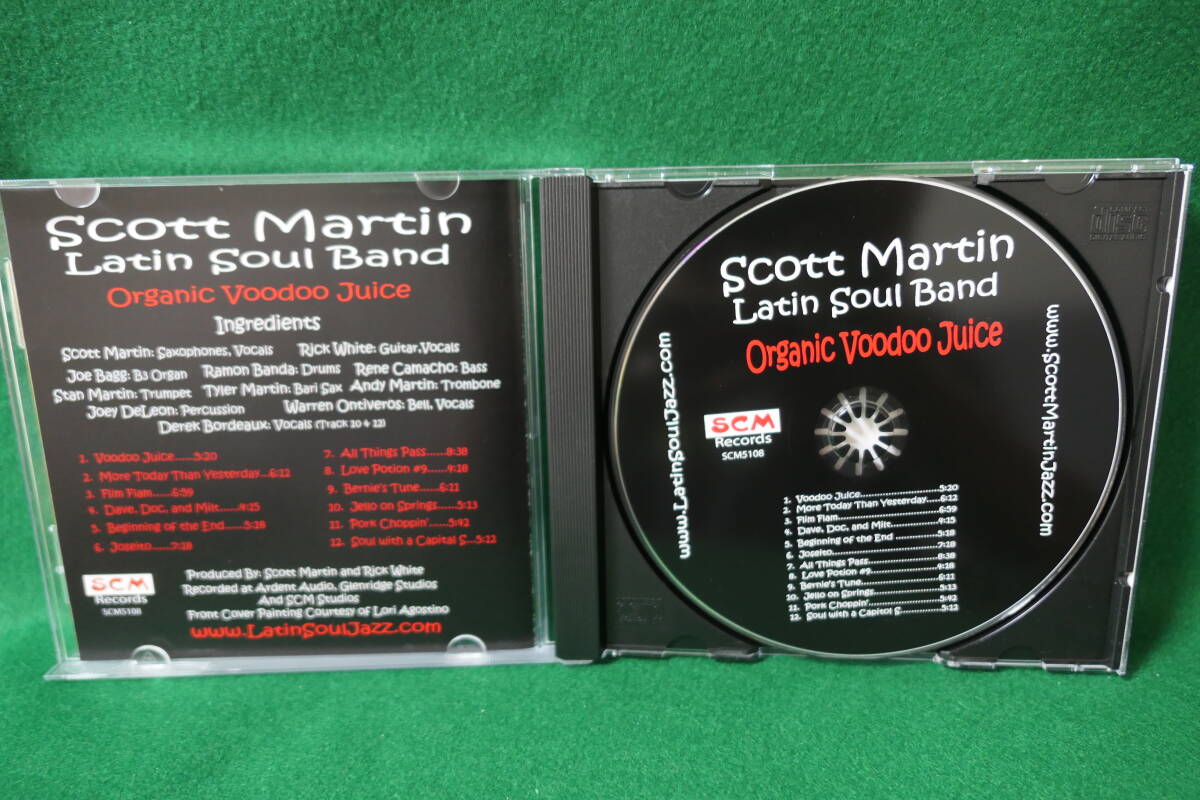 Scott Martin
Latin Soul Band
Organic Voodoo Juice
Ingredients
Scott Martin: Saxophones, Vocals Rick White: Guitar, Vocals
Joe Bagg: B3 Organ Ramon Banda: Drums Rene Camacho: Bass
Stan Martin: Trumpet Tyler Martin: Bari Sax Andy Martin: Trombone
Joey DeLeon: Percussion Warren Ontiveros: Bell, Vocals
Derek Bordeaux: Vocals (Track 10 & 12)
1. Voodoo Juice......5:20
2. More Today Than Yesterday...6:12
3. Flim Flam......6:59
4. Dave, Doc, and Milt......4:15
5. Beginning of the End......5:18
6. Joseito......7:18
7. All Things Pass......8:38
8. Love Potion #9......4:18
9. Bernie's Tune......6:11
10. Jello on Springs......5:13
11. Pork Choppin'......5:42
12. Soul with a Capital S...5:12
SCM
Records
SCM5108
Produced By: Scott Martin and Rick White
Recorded at Ardent Audio, Glenridge Studios
And SCM Studios
Front Cover Painting Courtesy of Lori Agostino
www.LatinSoulJazz.com
Scott Martin
Latin Soul Band
Organic Voodoo Juice
www.LatinSoulJazz.com
www.ScottMartinJazz.com
SCM
Records
SCM5108
1. Voodoo Juice......5:20
2. More Today Than Yesterday......6:12
3. Flim Flam......6:59
4. Dave, Doc, and Milt......4:15
5. Beginning of the End......5:18
6. Joseito......7:18
7. All Things Pass......8:38
8. Love Potion #9......4:18
9. Bernie's Tune......6:11
10. Jello on Springs......5:13
11. Pork Choppin'......5:42
12. Soul with a Capitol S......5:12
COMPACT
disc
DIGITAL AUDIO